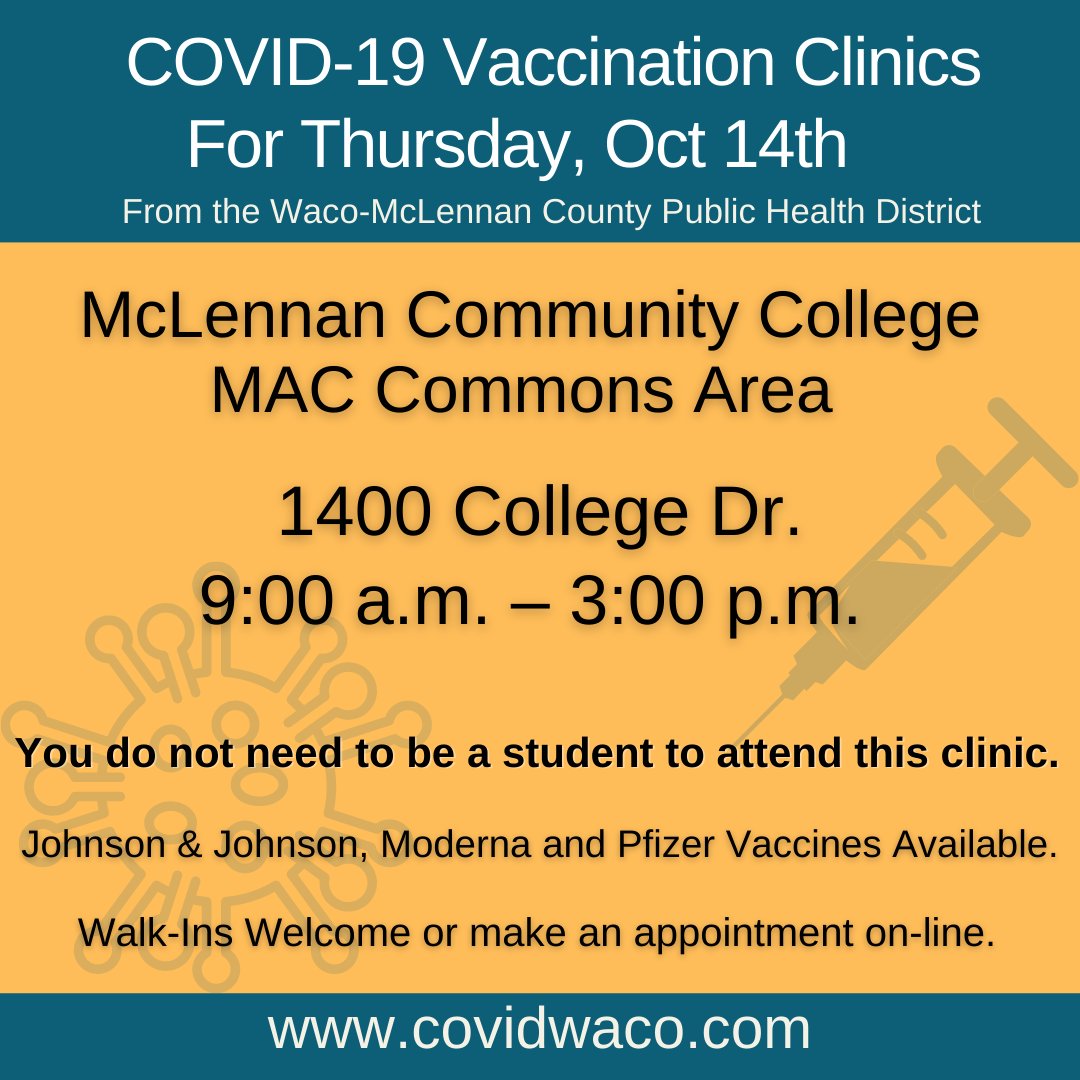 COVID-19 Vaccination Clinics
For Thursday, Oct 14th
From the Waco-McLennan County Public Health District
McLennan Community College
MAC Commons Area
1400 College Dr.
9:00 a.m. – 3:00 p.m.
You do not need to be a student to attend this clinic.
Johnson & Johnson, Moderna and Pfizer Vaccines Available.
Walk-Ins Welcome or make an appointment on-line.
www.covidwaco.com